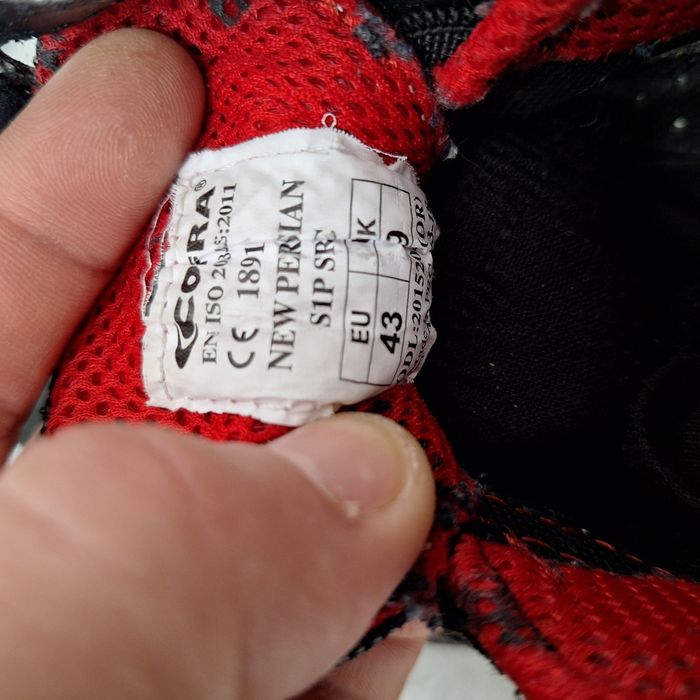 COFRA®
EN ISO 20345:2011
CE 1891
NEW PERSIAN
S1P SRC
EU UK
43 9